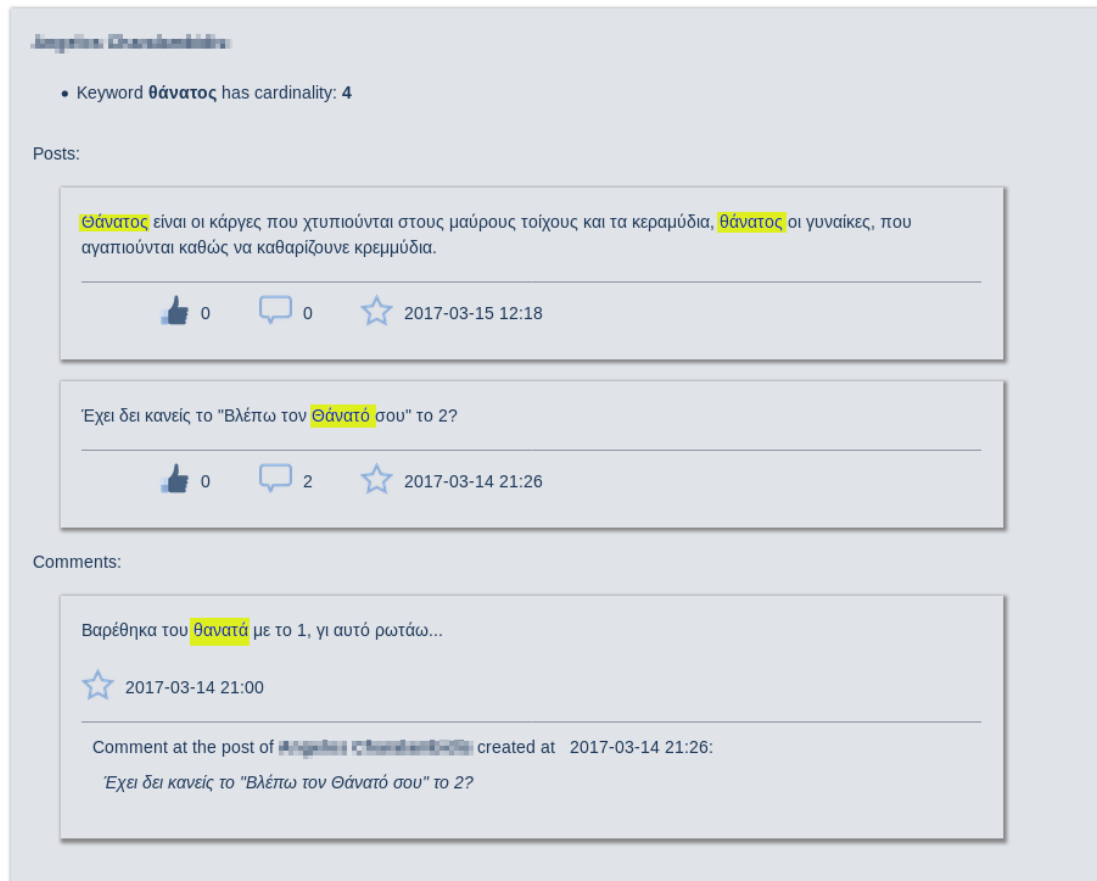 • Keyword θάνατος has cardinality: 4
Posts:
Θάνατος είναι οι κάργες που χτυπιούνται στους μαύρους τοίχους και τα κεραμύδια, θάνατος οι γυναίκες, που
αγαπιούνται καθώς να καθαρίζουνε κρεμμύδια.
0 0 2017-03-15 12:18
Έχει δει κανείς το "Βλέπω τον Θάνατό σου" το 2?
0 2 2017-03-14 21:26
Comments:
Βαρέθηκα του θανατά με το 1, γι αυτό ρωτάω...
2017-03-14 21:00
Comment at the post of created at 2017-03-14 21:26:
Έχει δει κανείς το "Βλέπω τον Θάνατό σου" το 2?